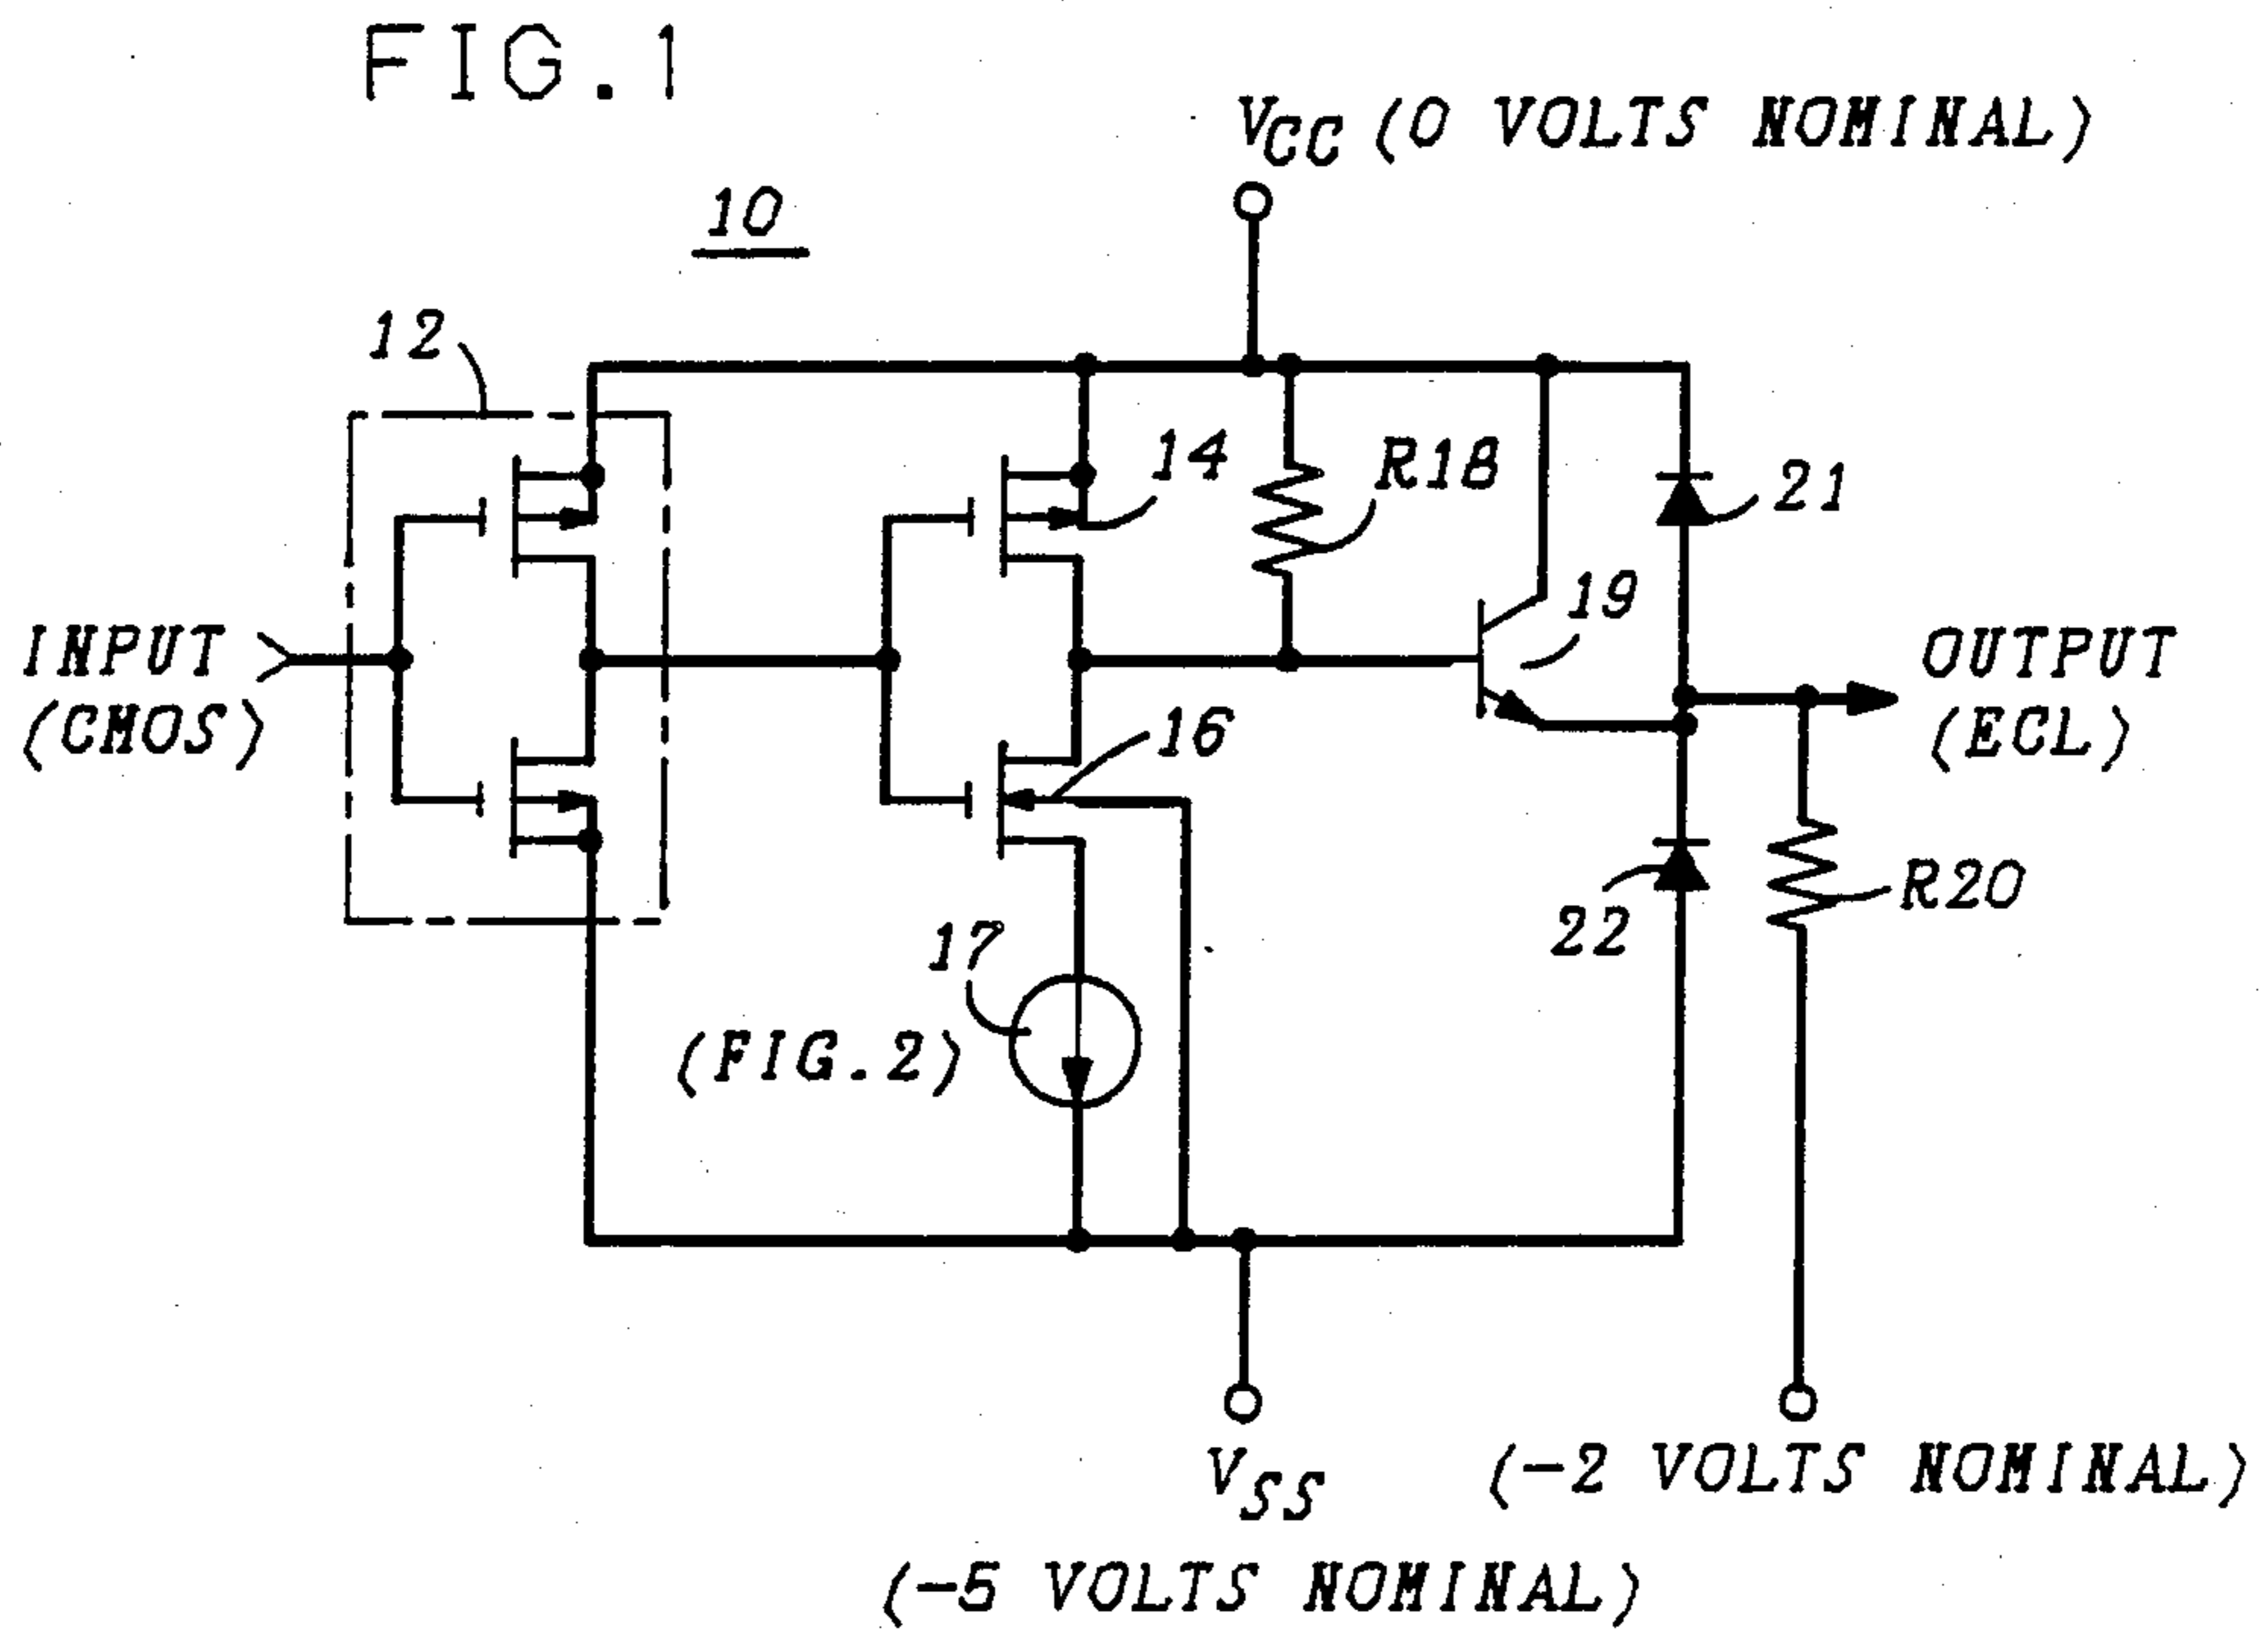 FIG.1
VCC (0 VOLTS NOMINAL)
10
12
14
R18
21
19
INPUT
(CMOS)
OUTPUT
(ECL)
16
R20
22
17
(FIG.2)
VSS
(-2 VOLTS NOMINAL)
(-5 VOLTS NOMINAL)